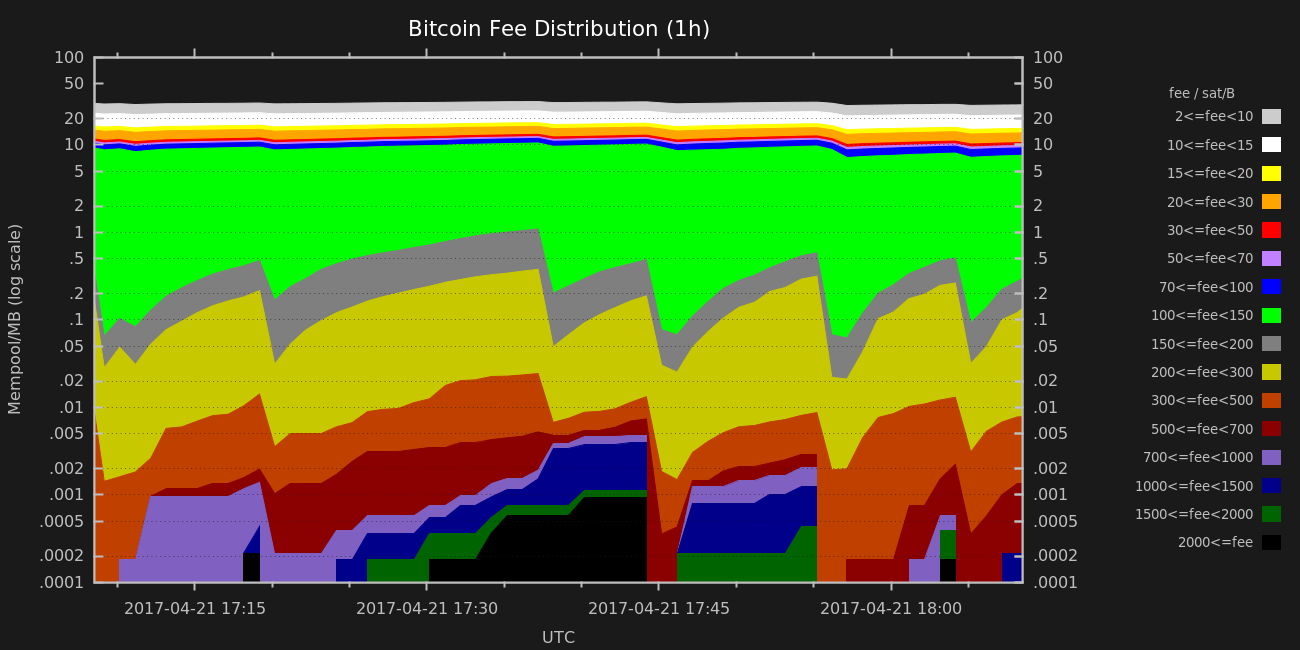 Bitcoin Fee Distribution (1h)
100
50
20
10
5
2
1
.5
.2
.1
.05
.02
.01
.005
.002
.001
.0005
.0002
.0001
Mempool/MB (log scale)
100
50
20
10
5
2
1
.5
.2
.1
.05
.02
.01
.005
.002
.001
.0005
.0002
.0001
2017-04-21 17:15 2017-04-21 17:30 2017-04-21 17:45 2017-04-21 18:00
UTC
fee / sat/B
2<=fee<10
10<=fee<15
15<=fee<20
20<=fee<30
30<=fee<50
50<=fee<70
70<=fee<100
100<=fee<150
150<=fee<200
200<=fee<300
300<=fee<500
500<=fee<700
700<=fee<1000
1000<=fee<1500
1500<=fee<2000
2000<=fee